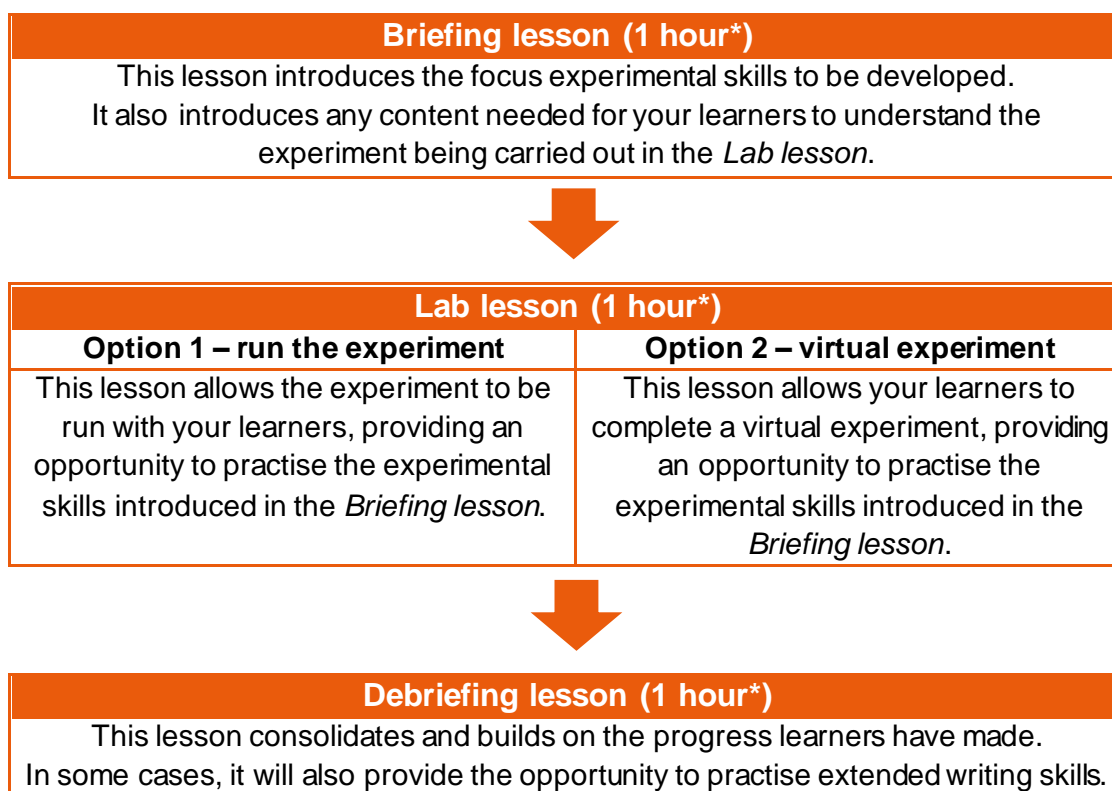 Briefing lesson (1 hour*)
This lesson introduces the focus experimental skills to be developed.
It also introduces any content needed for your learners to understand the
experiment being carried out in the Lab lesson.
Lab lesson (1 hour*)
Option 1 – run the experiment
This lesson allows the experiment to be
run with your learners, providing an
opportunity to practise the experimental
skills introduced in the Briefing lesson.
Option 2 – virtual experiment
This lesson allows your learners to
complete a virtual experiment, providing
an opportunity to practise the
experimental skills introduced in the
Briefing lesson.
Debriefing lesson (1 hour*)
This lesson consolidates and builds on the progress learners have made.
In some cases, it will also provide the opportunity to practise extended writing skills.